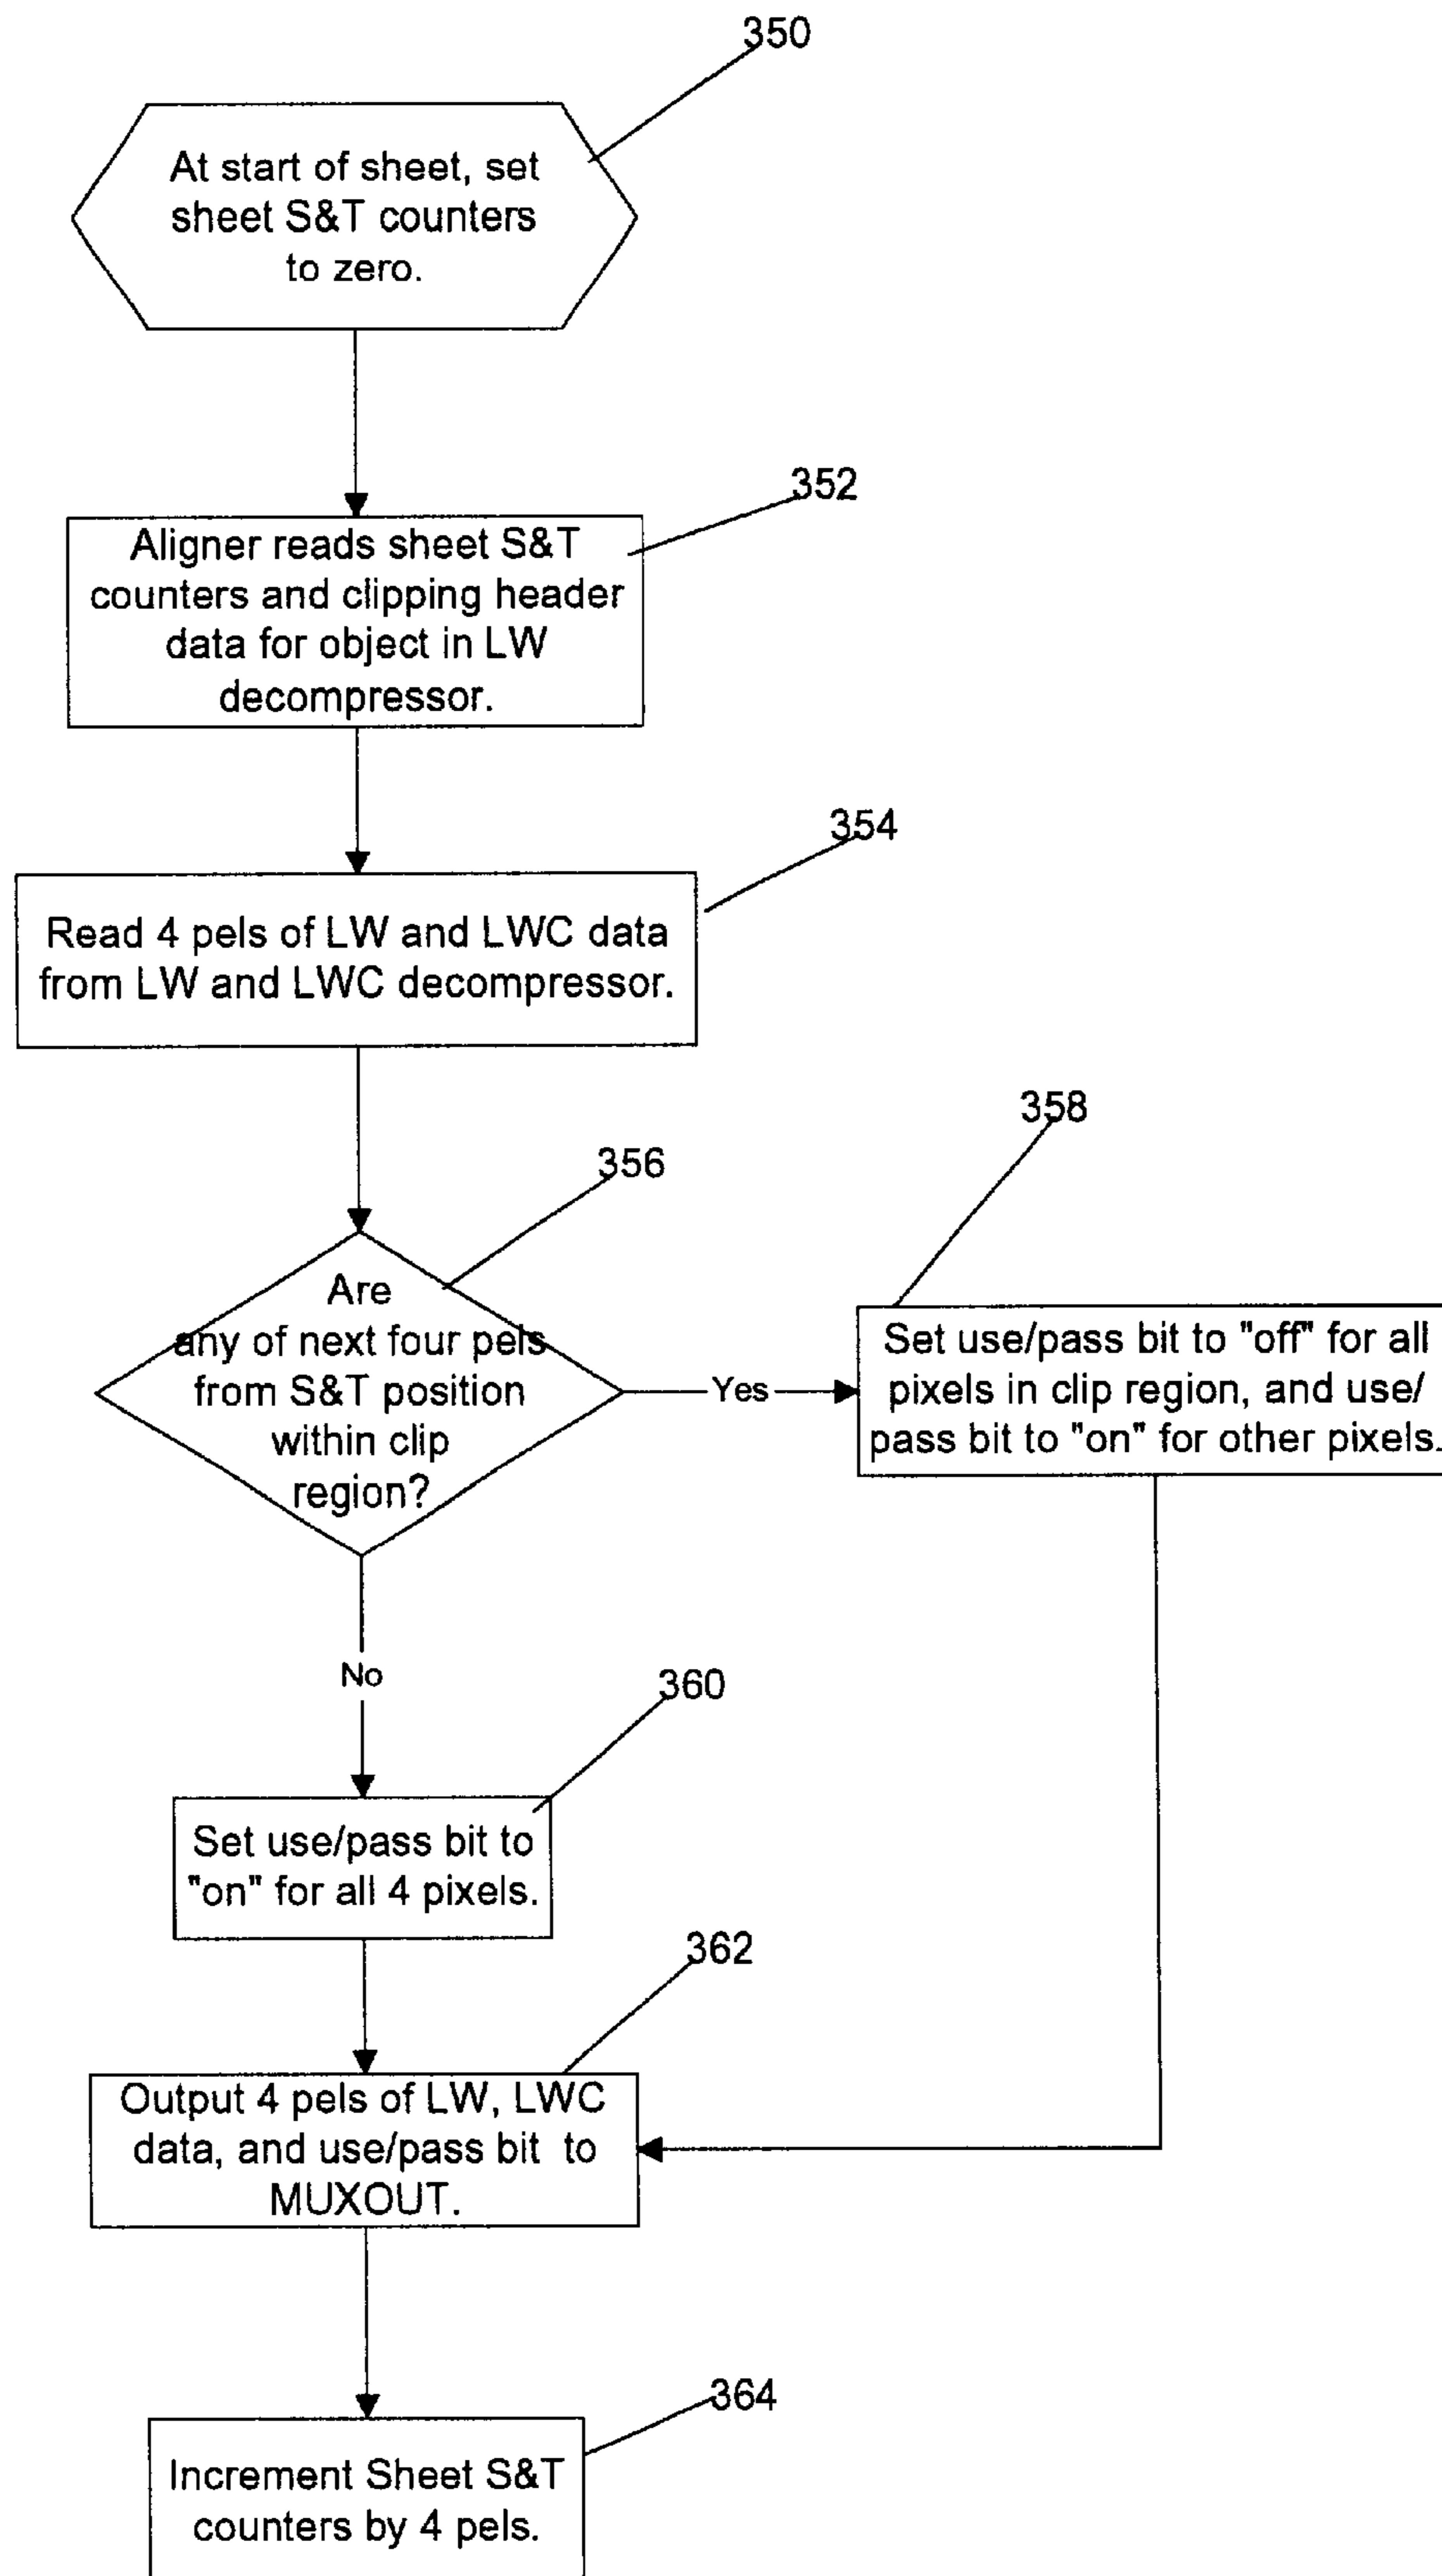 350
At start of sheet, set
sheet S&T counters
to zero.
352
Aligner reads sheet S&T
counters and clipping header
data for object in LW
decompressor.
354
Read 4 pels of LW and LWC data
from LW and LWC decompressor.
356
Are
any of next four pels
from S&T position
within clip
region?
Yes
358
Set use/pass bit to "off" for all
pixels in clip region, and use/
pass bit to "on" for other pixels.
No
360
Set use/pass bit to
"on" for all 4 pixels.
362
Output 4 pels of LW, LWC
data, and use/pass bit to
MUXOUT.
364
Increment Sheet S&T
counters by 4 pels.